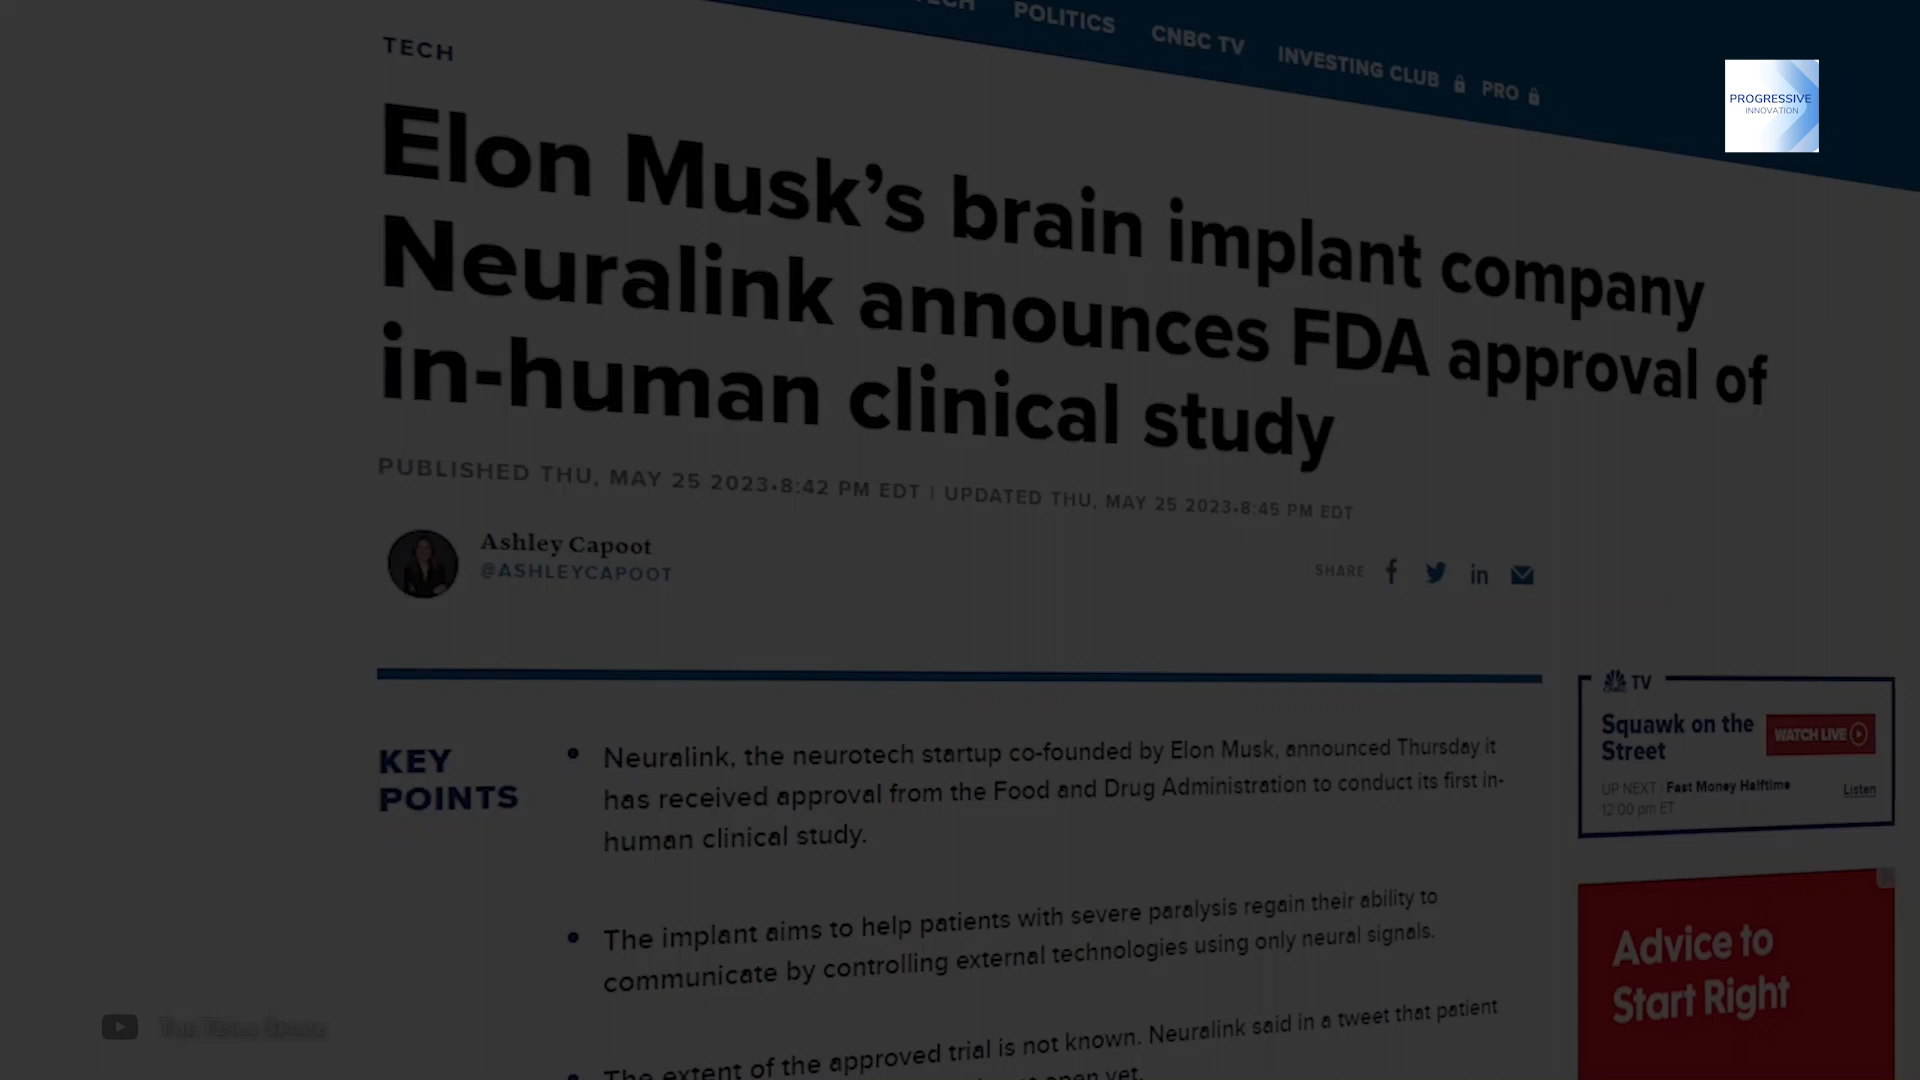 POLITICS
CNBC TV
INVESTING CLUB
PRO
TECH
PROGRESSIVE
INNOVATION
Elon Musk’s brain implant company
Neuralink announces FDA approval of
in-human clinical study
PUBLISHED THU, MAY 25 2023•8:42 PM EDT | UPDATED THU, MAY 25 2023•8:45 PM EDT
Ashley Capoot
@ASHLEYCAPOOT
SHARE
KEY
POINTS
Neuralink, the neurotech startup co-founded by Elon Musk, announced Thursday it
has received approval from the Food and Drug Administration to conduct its first in-
human clinical study.
The implant aims to help patients with severe paralysis regain their ability to
communicate by controlling external technologies using only neural signals.
The extent of the approved trial is not known. Neuralink said in a tweet that patient
open yet.
TV
Squawk on the
Street
WATCH LIVE
UP NEXT | Fast Money Halftime
12:00 pm ET
Listen
Advice to
Start Right
The Tesla Space